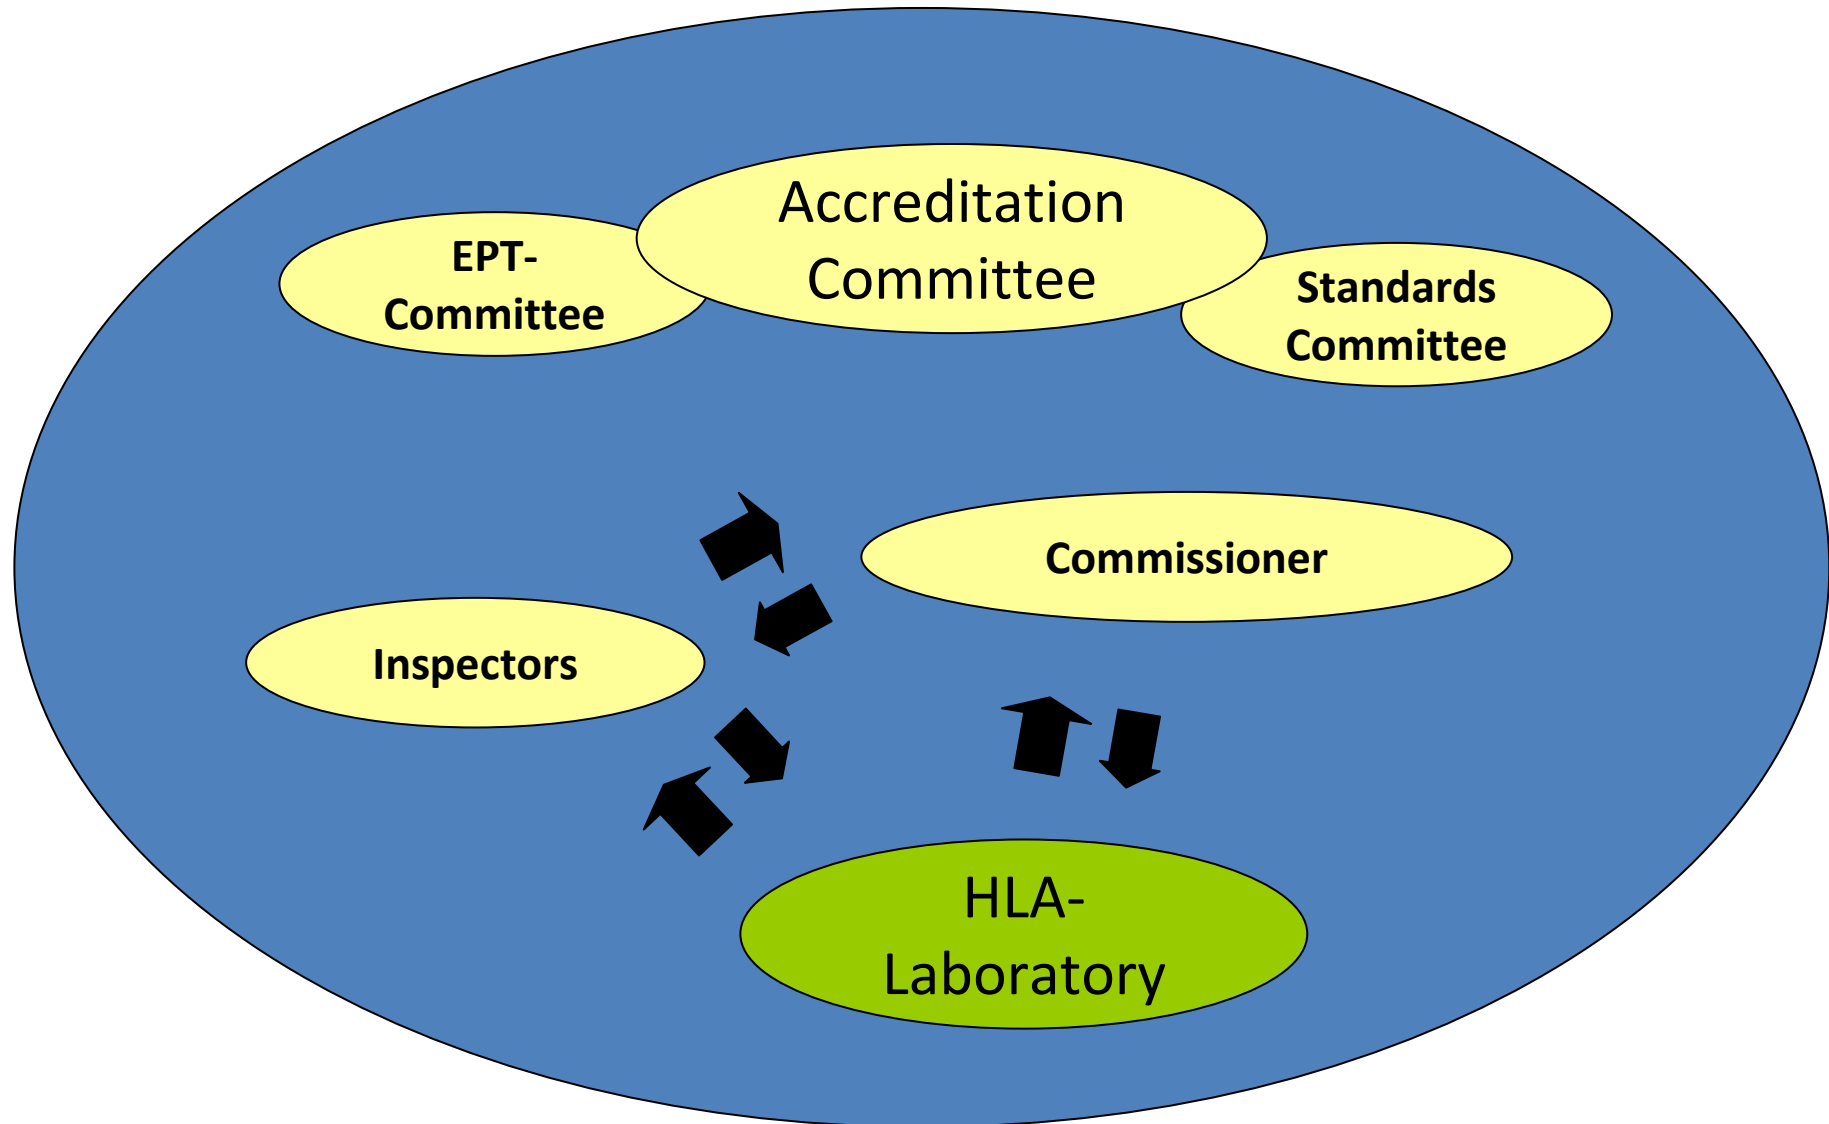 Accreditation
Committee
EPT-
Committee
Standards
Committee
Commissioner
Inspectors
HLA-
Laboratory